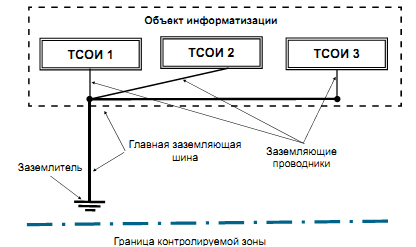 Объект информатизации
ТСОИ 1
ТСОИ 2
ТСОИ 3
Главная заземляющая
шина
Заземляющие
проводники
Заземлитель
Граница контролируемой зоны